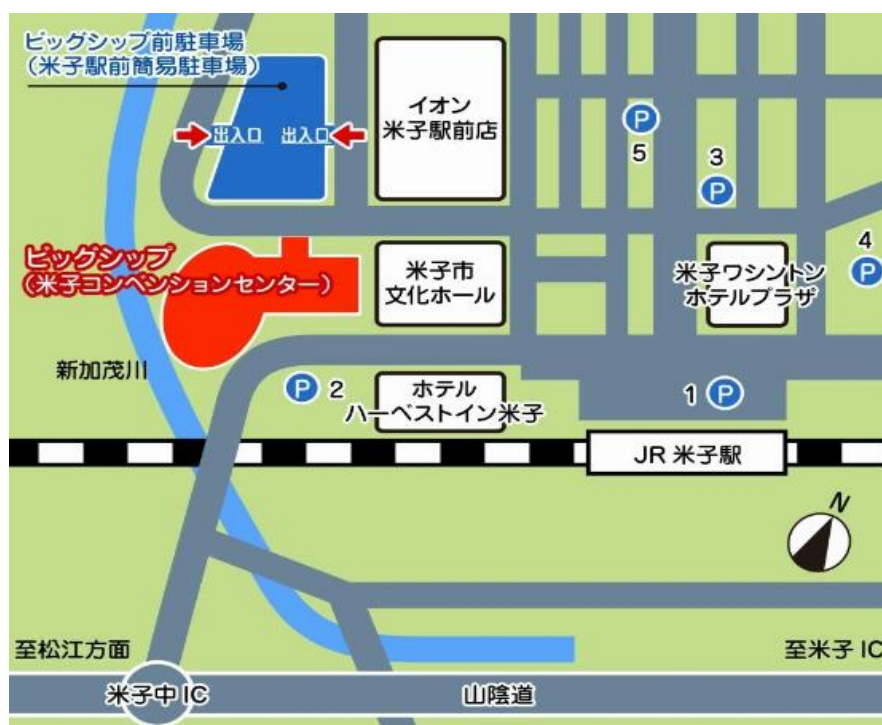 ビッグシップ前駐車場
（米子駅前簡易駐車場）
出入口 出入口
イオン
米子駅前店
P
5
3
P
ビッグシップ
（米子コンベンションセンター）
米子市
文化ホール
米子ワシントン
ホテルプラザ
4
P
新加茂川
P 2
ホテル
ハーベストイン米子
1 P
JR 米子駅
N
至松江方面
至米子 IC
米子中 IC
山陰道